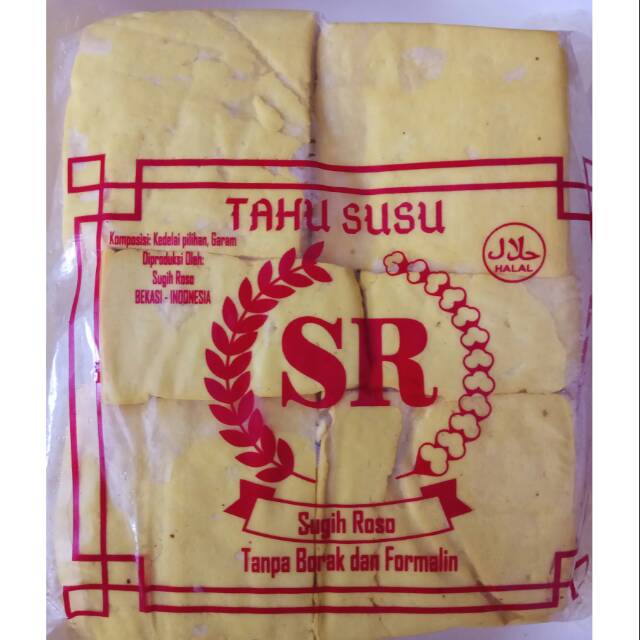 TAHU SUSU
Komposisi: Kedelai pilihan, Garam
Diproduksi Oleh:
Sugih Roso
BEKASI - INDONESIA
حلال
HALAL
SR
Sugih Roso
Tanpa Borak dan Formalin